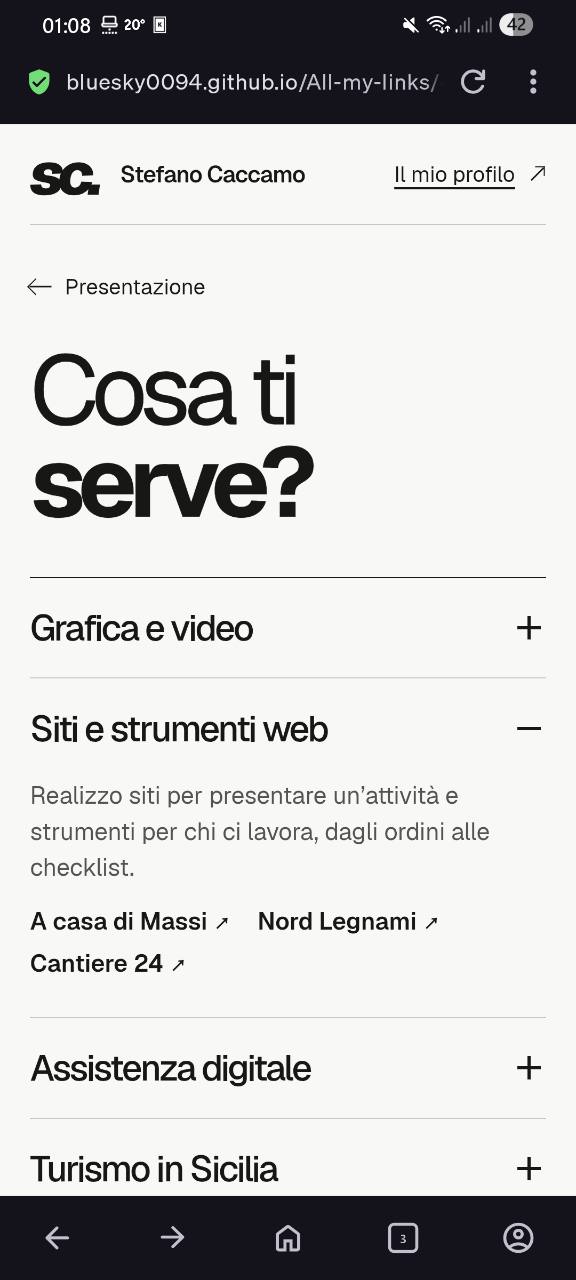 01:08 20° 42
bluesky0094.github.io/All-my-links/
sc. Stefano Caccamo Il mio profilo ↗
← Presentazione
Cosa ti
serve?
Grafica e video +
Siti e strumenti web −
Realizzo siti per presentare un’attività e
strumenti per chi ci lavora, dagli ordini alle
checklist.
A casa di Massi ↗ Nord Legnami ↗
Cantiere 24 ↗
Assistenza digitale +
Turismo in Sicilia +
3